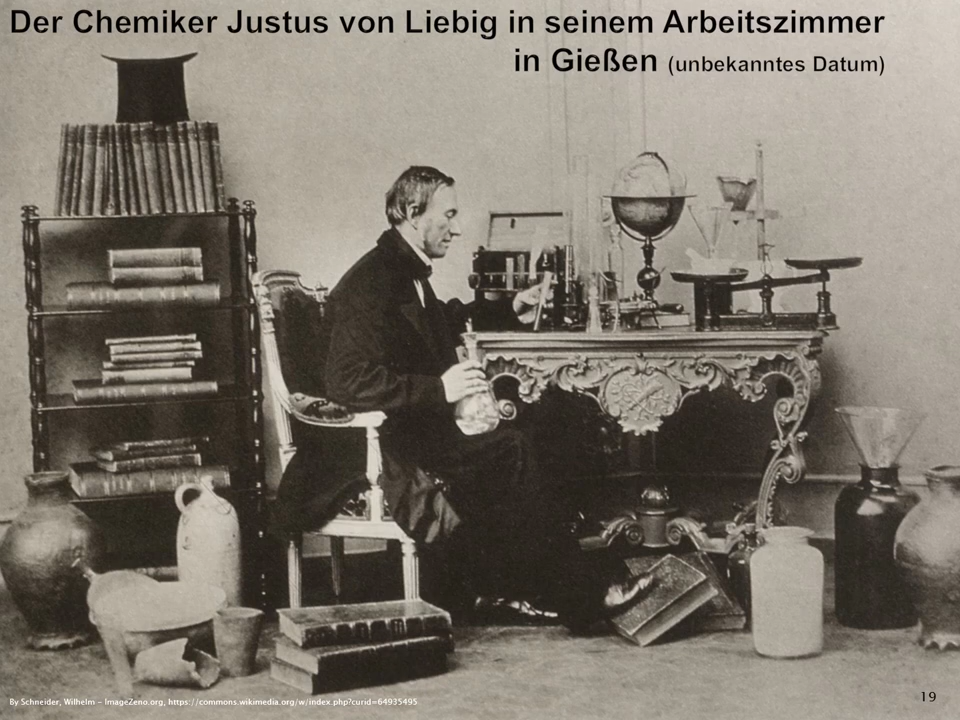 Der Chemiker Justus von Liebig in seinem Arbeitszimmer
in Gießen (unbekanntes Datum)
By Schneider, Wilhelm – ImageZeno.org, https://commons.wikimedia.org/w/index.php?curid=64935495
19